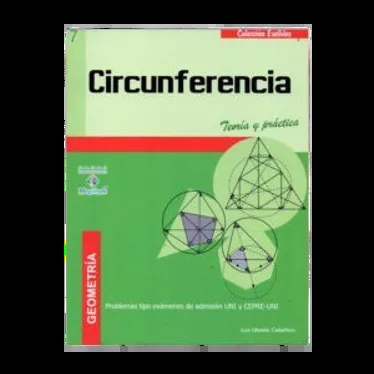 7
Colección Euclides
Circunferencia
Teoría y práctica
GEOMETRÍA
Problemas tipo exámenes de admisión UNI y CEPRE-UNI